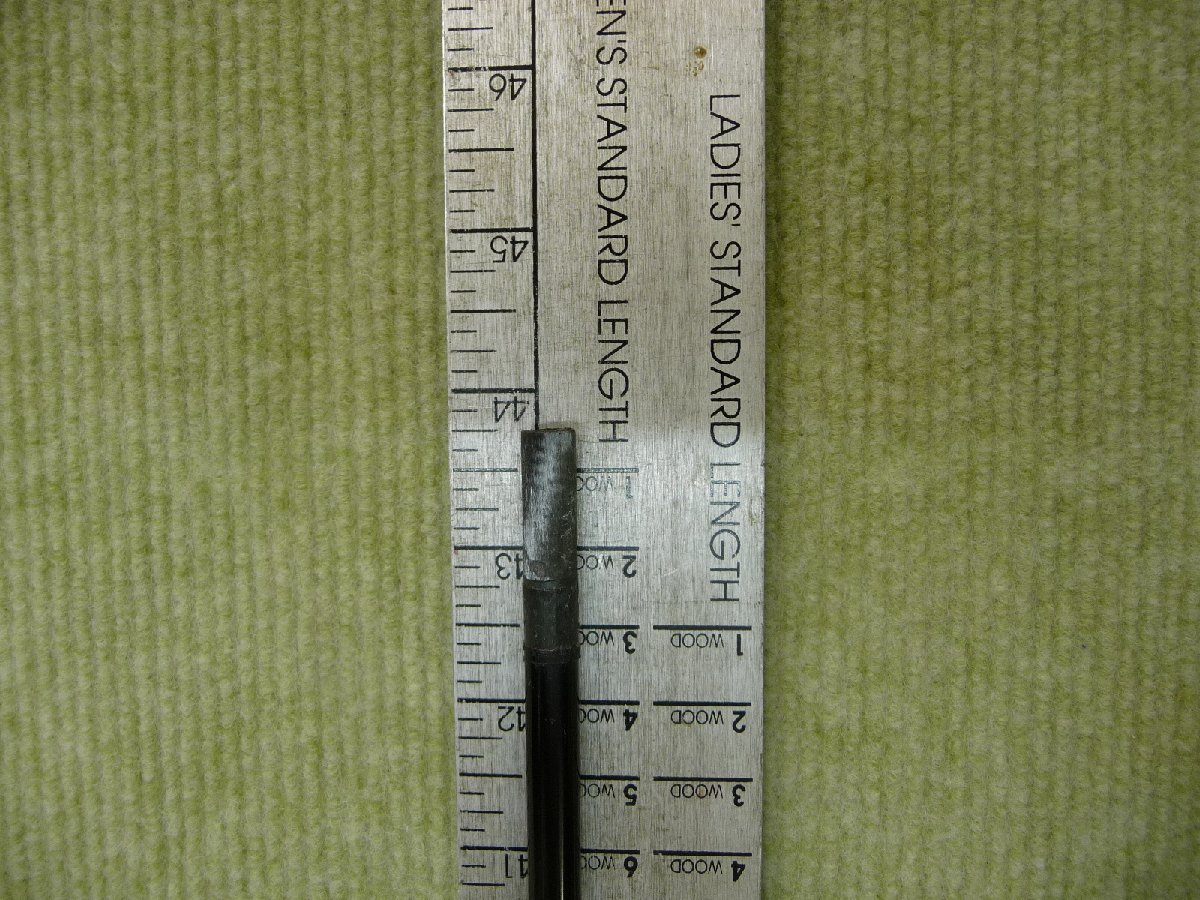 EN'S STANDARD LENGTH
LADIES' STANDARD LENGTH
46
45
44
43
42
41
1 WOOD
2 WOOD
3 WOOD
4 WOOD
5 WOOD
6 WOOD
1 WOOD
2 WOOD
3 WOOD
4 WOOD